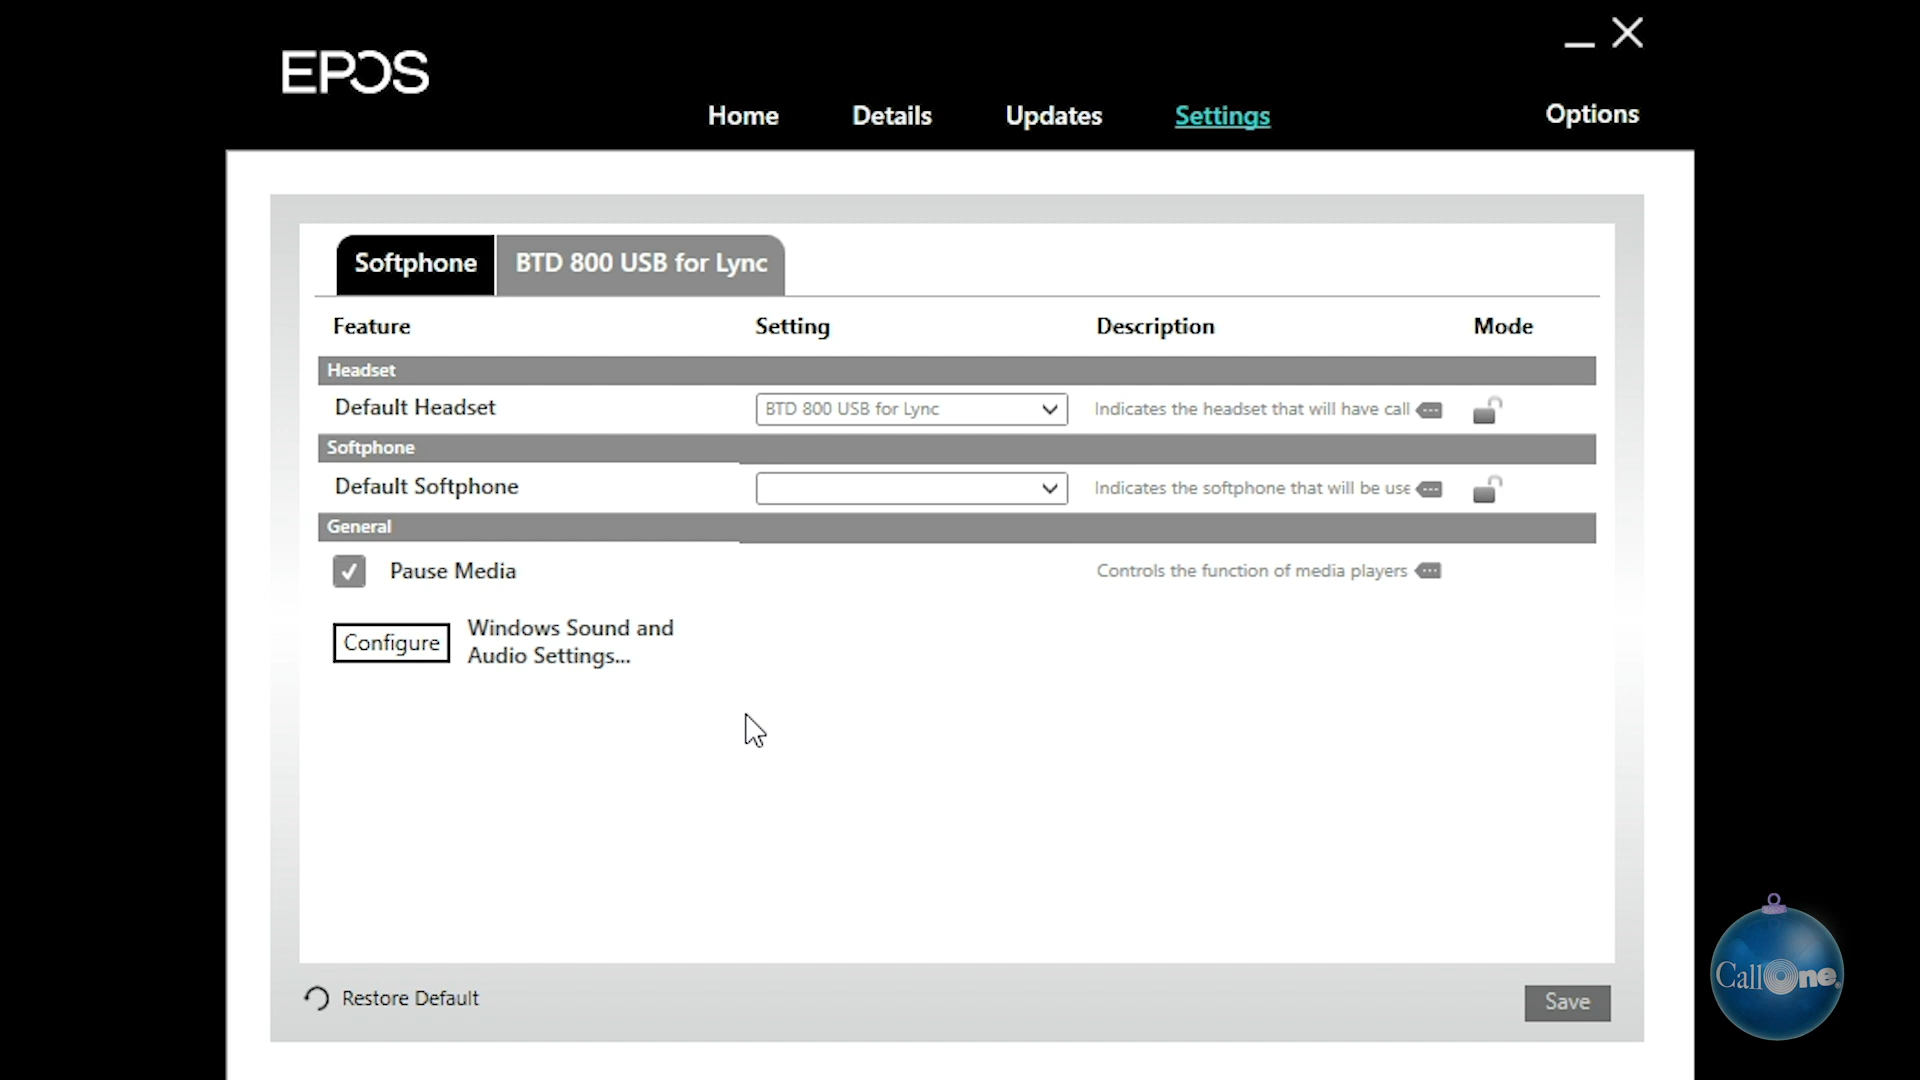 EPOS
Home Details Updates Settings Options
Softphone BTD 800 USB for Lync
Feature Setting Description Mode
Headset
Default Headset BTD 800 USB for Lync Indicates the headset that will have call
Softphone
Default Softphone Indicates the softphone that will be use
General
Pause Media Controls the function of media players
Configure Windows Sound and
Audio Settings...
CallOne®
Restore Default Save